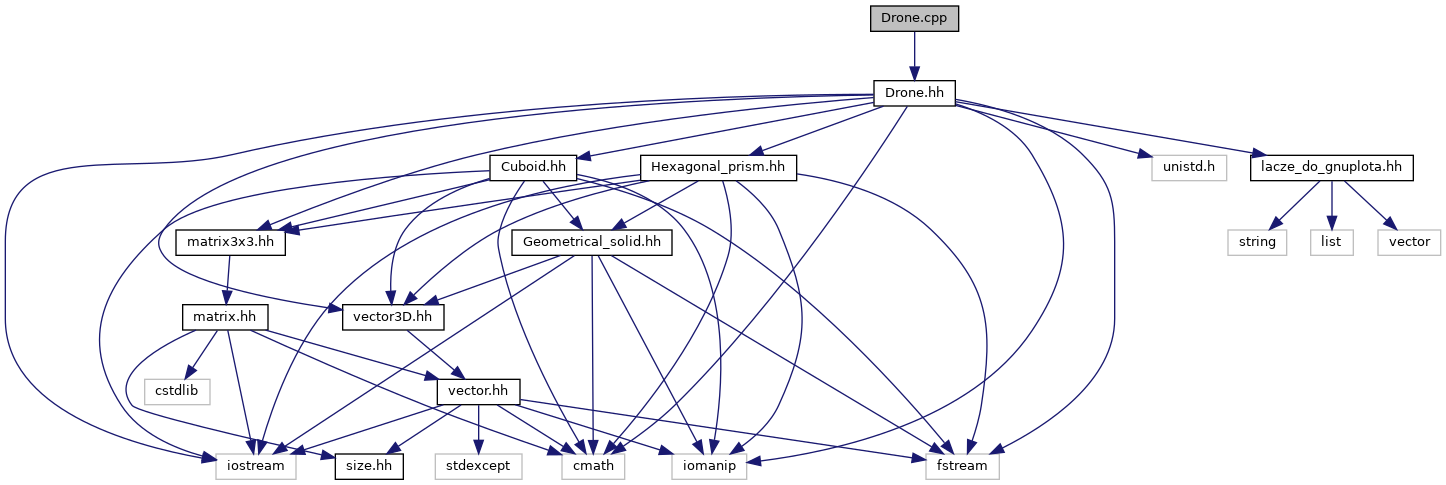 Drone.cpp
Drone.hh
Cuboid.hh
Hexagonal_prism.hh
unistd.h
lacze_do_gnuplota.hh
matrix3x3.hh
Geometrical_solid.hh
string
list
vector
matrix.hh
vector3D.hh
cstdlib
vector.hh
iostream
size.hh
stdexcept
cmath
iomanip
fstream